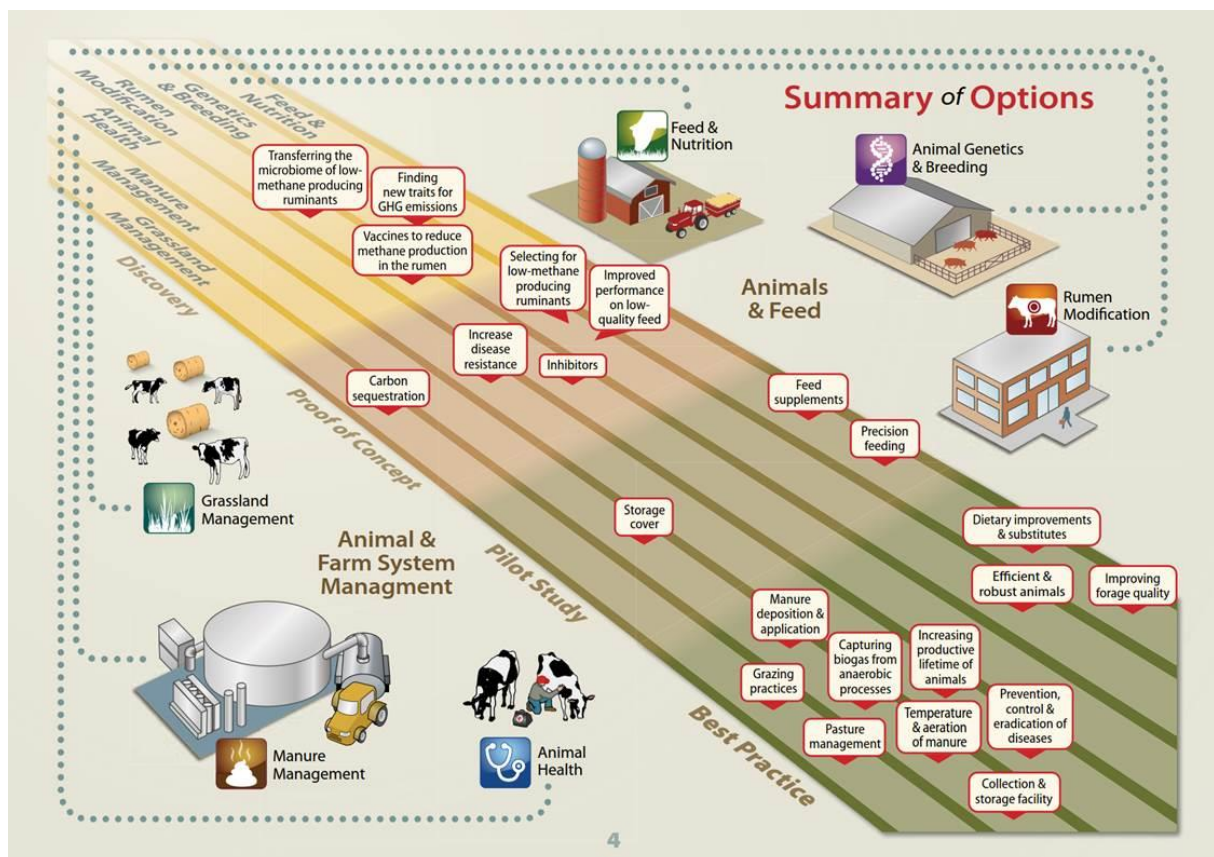 Summary of Options
Feed &
Nutrition
Genetics
& Breeding
Rumen
Modification
Animal
Health
Manure
Management
Grassland
Management
Discovery
Proof of Concept
Pilot Study
Best Practice
Feed &
Nutrition
Animal Genetics
& Breeding
Rumen
Modification
Animals
& Feed
Transferring the
microbiome of low-
methane producing
ruminants
Finding
new traits for
GHG emissions
Vaccines to reduce
methane production
in the rumen
Selecting for
low-methane
producing
ruminants
Improved
performance on low-
quality feed
Increase
disease
resistance
Inhibitors
Carbon
sequestration
Feed
supplements
Precision
feeding
Grassland
Management
Storage
cover
Dietary improvements
& substitutes
Animal &
Farm System
Managment
Efficient &
robust animals
Improving
forage quality
Manure
deposition &
application
Capturing
biogas from
anaerobic
processes
Increasing
productive
lifetime of
animals
Grazing
practices
Prevention,
control &
eradication of
diseases
Pasture
management
Temperature
& aeration
of manure
Collection &
storage facility
Manure
Management
Animal
Health
4